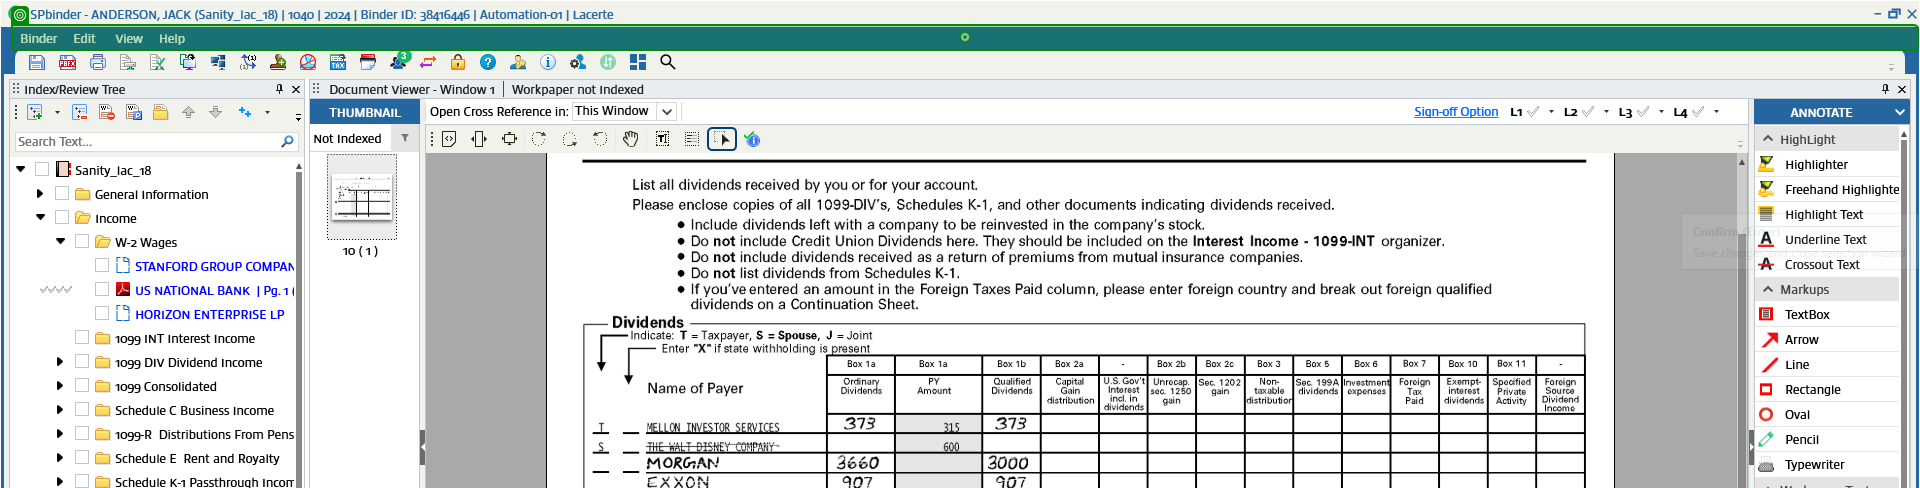 SPbinder - ANDERSON, JACK (Sanity_lac_18) | 1040 | 2024 | Binder ID: 38416446 | Automation-01 | Lacerte
Binder Edit View Help
3
Index/Review Tree
Document Viewer - Window 1 | Workpaper not Indexed
THUMBNAIL
Open Cross Reference in: This Window
Sign-off Option L1 L2 L3 L4
ANNOTATE
Search Text...
Not Indexed
10 ( 1 )
Sanity_lac_18
General Information
Income
W-2 Wages
STANFORD GROUP COMPAN
US NATIONAL BANK | Pg. 1 (
HORIZON ENTERPRISE LP
1099 INT Interest Income
1099 DIV Dividend Income
1099 Consolidated
Schedule C Business Income
1099-R Distributions From Pens
Schedule E Rent and Royalty
Schedule K-1 Passthrough Incom
List all dividends received by you or for your account.
Please enclose copies of all 1099-DIV's, Schedules K-1, and other documents indicating dividends received.
● Include dividends left with a company to be reinvested in the company's stock.
● Do not include Credit Union Dividends here. They should be included on the Interest Income - 1099-INT organizer.
● Do not include dividends received as a return of premiums from mutual insurance companies.
● Do not list dividends from Schedules K-1.
● If you've entered an amount in the Foreign Taxes Paid column, please enter foreign country and break out foreign qualified
dividends on a Continuation Sheet.
Dividends
Indicate: T = Taxpayer, S = Spouse, J = Joint
Enter "X" if state withholding is present
Box 1a Box 1a Box 1b Box 2a - Box 2b Box 2c Box 3 Box 5 Box 6 Box 7 Box 10 Box 11 -
Name of Payer
Ordinary Dividends
PY Amount
Qualified Dividends
Capital Gain distribution
U.S. Gov't Interest incl. in dividends
Unrecap. sec. 1250 gain
Sec. 1202 gain
Non-taxable distribution
Sec. 199A dividends
Investment expenses
Foreign Tax Paid
Exempt-interest dividends
Specified Private Activity
Foreign Source Dividend Income
T MELLON INVESTOR SERVICES 373 315 373
S THE WALT DISNEY COMPANY 600
MORGAN 3660 3000
EXXON 907 907
HighLight
Highlighter
Freehand Highlighte
Highlight Text
Underline Text
Crossout Text
Markups
TextBox
Arrow
Line
Rectangle
Oval
Pencil
Typewriter